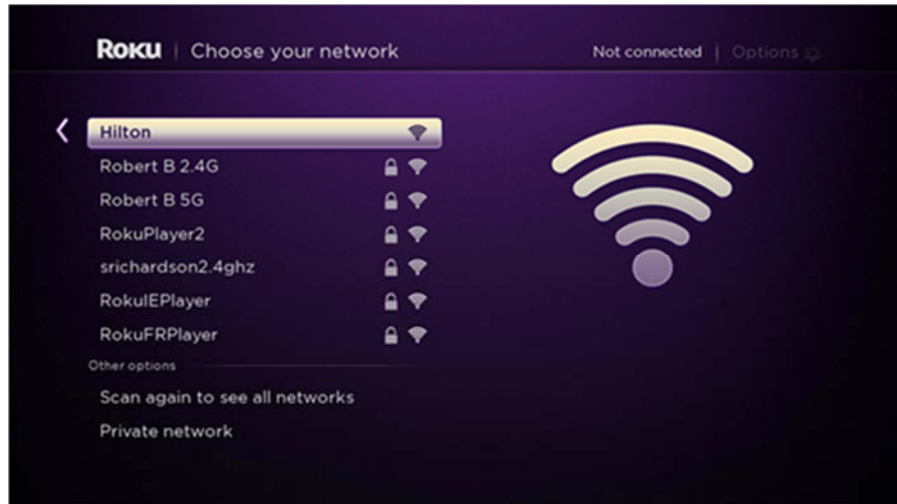 Roku | Choose your network Not connected | Options
Hilton
Robert B 2.4G
Robert B 5G
RokuPlayer2
srichardson2.4ghz
RokuIEPlayer
RokuFRPlayer
Other options
Scan again to see all networks
Private network